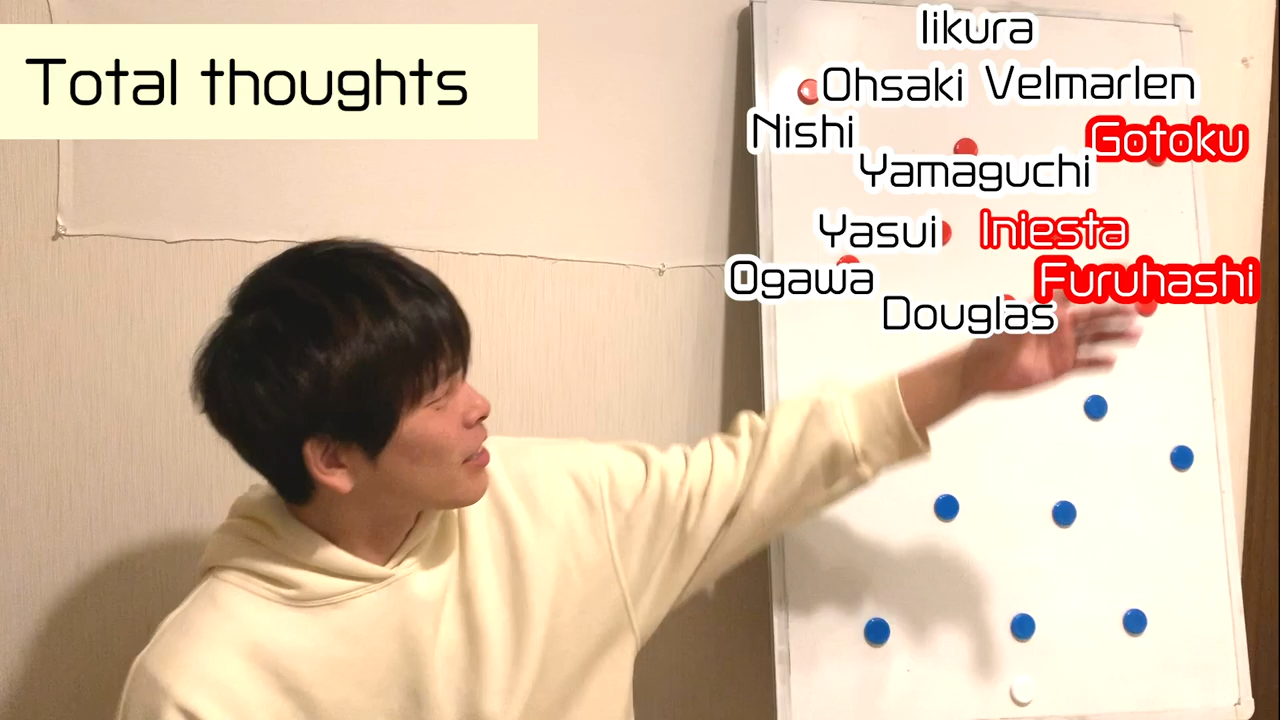 Total thoughts
Iikura
Ohsaki Velmarlen
Nishi
Gotoku
Yamaguchi
Yasui Iniesta
Ogawa Furuhashi
Douglas